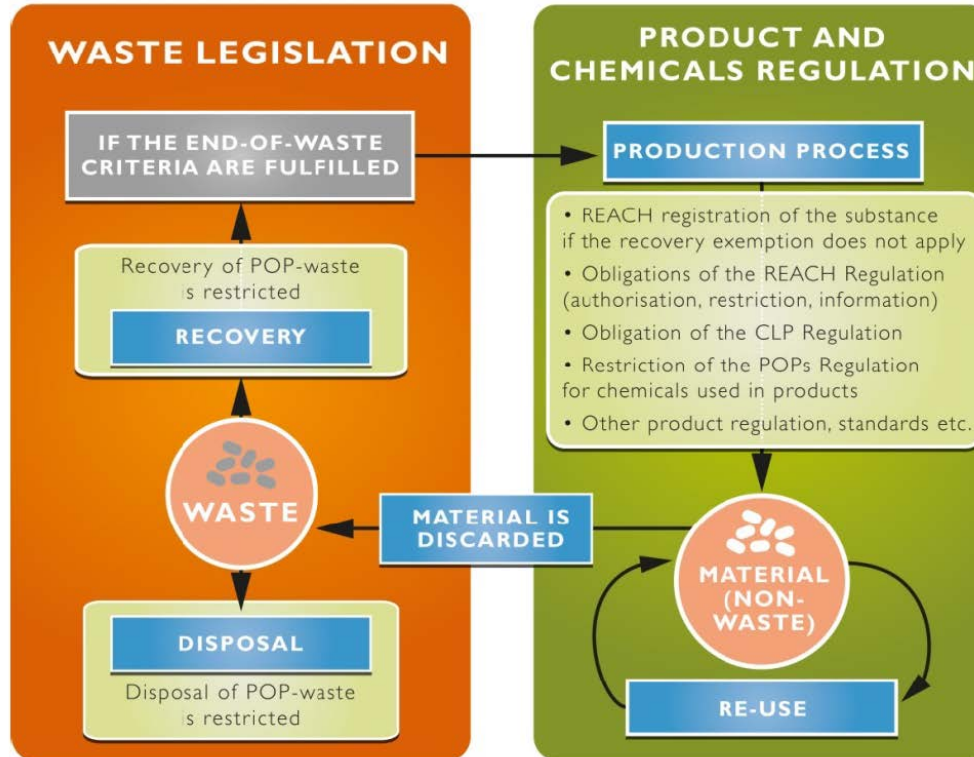 WASTE LEGISLATION
IF THE END-OF-WASTE
CRITERIA ARE FULFILLED
Recovery of POP-waste
is restricted
RECOVERY
WASTE
DISPOSAL
Disposal of POP-waste
is restricted
MATERIAL IS
DISCARDED
PRODUCT AND
CHEMICALS REGULATION
PRODUCTION PROCESS
• REACH registration of the substance
if the recovery exemption does not apply
• Obligations of the REACH Regulation
(authorisation, restriction, information)
• Obligation of the CLP Regulation
• Restriction of the POPs Regulation
for chemicals used in products
• Other product regulation, standards etc.
MATERIAL
(NON-
WASTE)
RE-USE